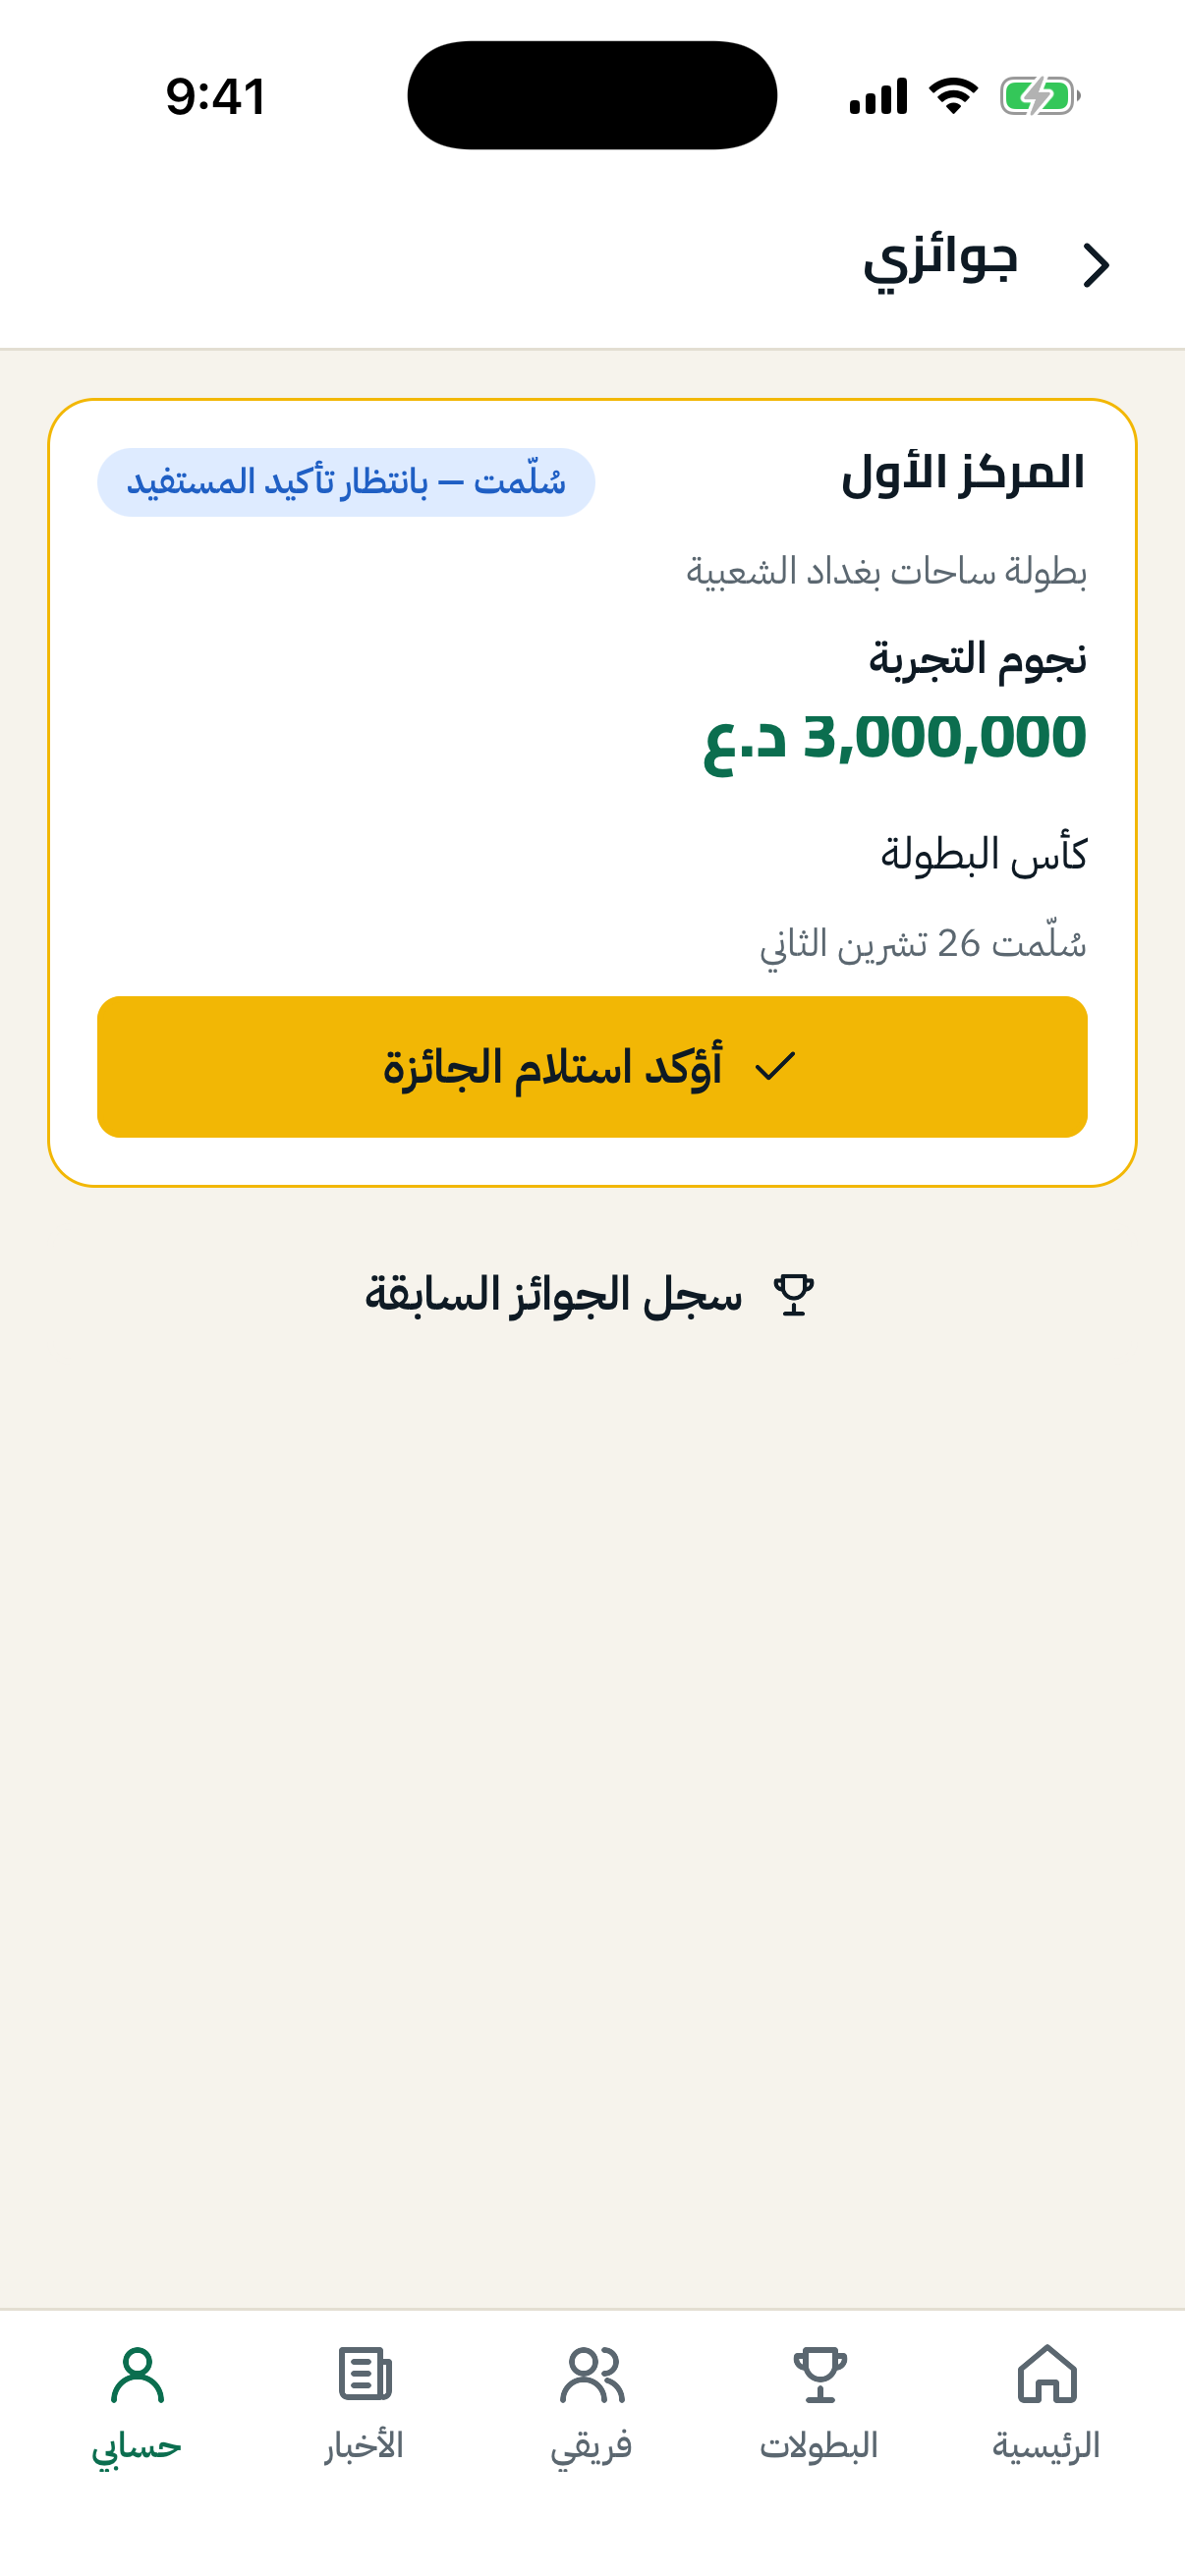 9:41
جوائزي
المركز الأول
سُلّمت — بانتظار تأكيد المستفيد
بطولة ساحات بغداد الشعبية
نجوم التجربة
3,000,000 د.ع
كأس البطولة
سُلّمت 26 تشرين الثاني
أؤكد استلام الجائزة
سجل الجوائز السابقة
الرئيسية
البطولات
فريقي
الأخبار
حسابي